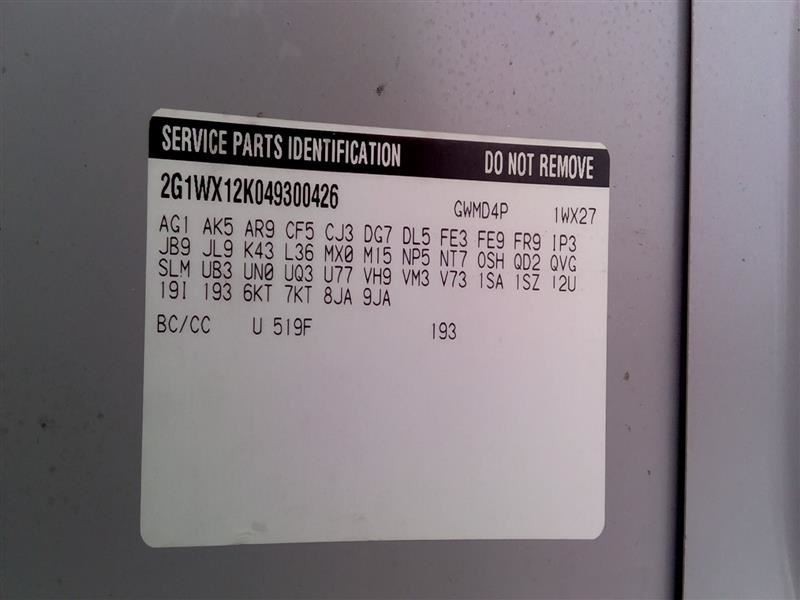 SERVICE PARTS IDENTIFICATION DO NOT REMOVE
2G1WX12K049300426 GWMD4P 1WX27
AG1 AK5 AR9 CF5 CJ3 DG7 DL5 FE3 FE9 FR9 IP3
JB9 JL9 K43 L36 MX0 M15 NP5 NT7 OSH QD2 QVG
SLM UB3 UN0 UQ3 U77 VH9 VM3 V73 1SA 1SZ 12U
19I 193 6KT 7KT 8JA 9JA
BC/CC U 519F 193